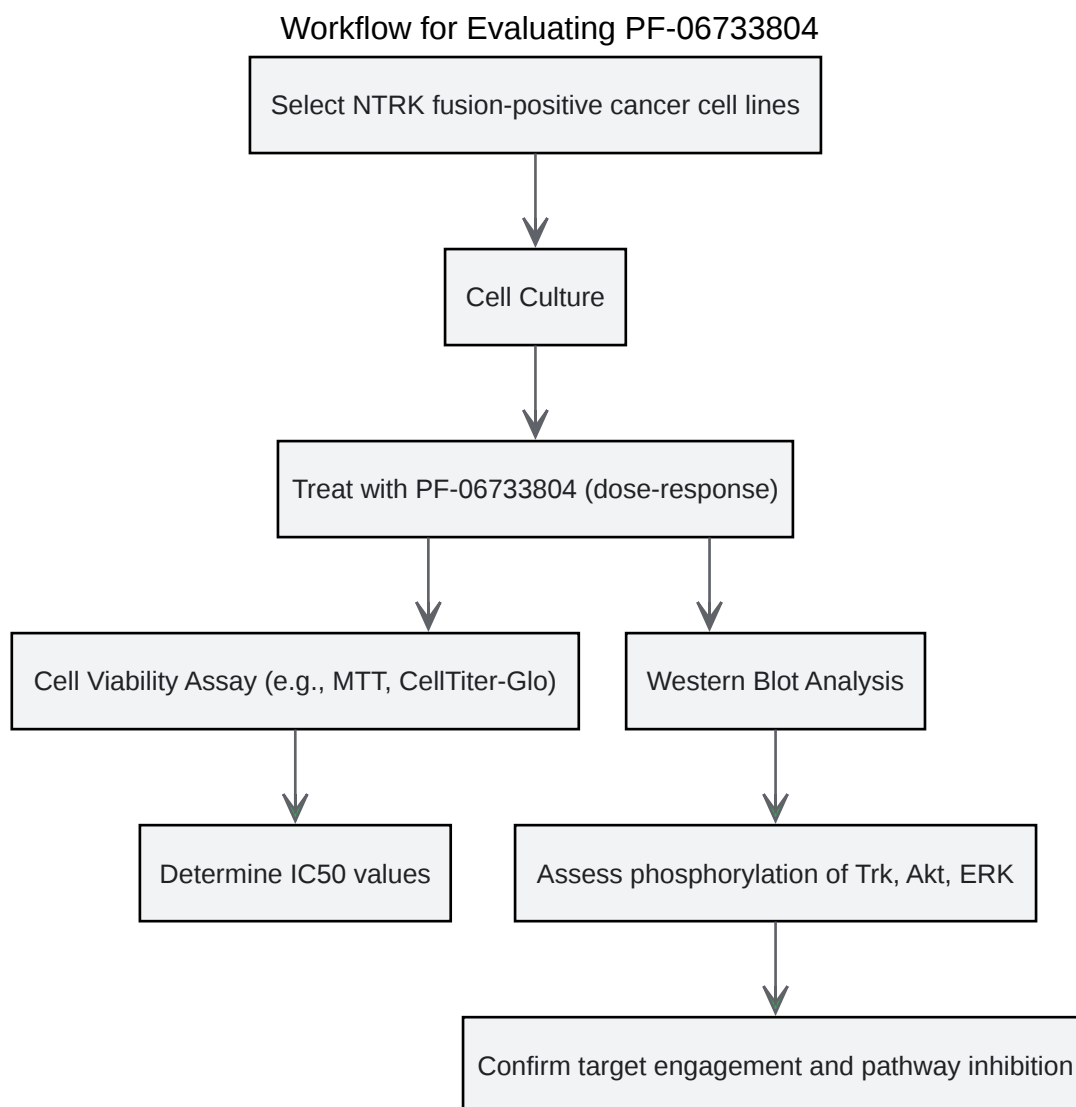 Workflow for Evaluating PF-06733804
Select NTRK fusion-positive cancer cell lines
Cell Culture
Treat with PF-06733804 (dose-response)
Cell Viability Assay (e.g., MTT, CellTiter-Glo)
Western Blot Analysis
Determine IC50 values
Assess phosphorylation of Trk, Akt, ERK
Confirm target engagement and pathway inhibition